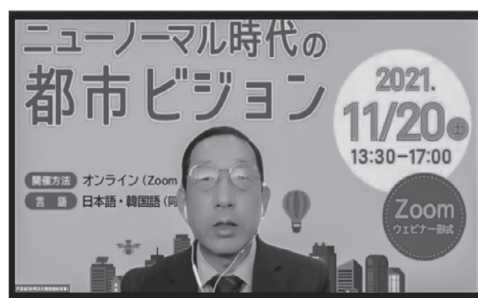 ニューノーマル時代の
都市ビジョン
2021.
11/20 土
13:30-17:00
開催方法 オンライン (Zoom
言語 日本語・韓国語 (同
Zoom
ウェビナー形式